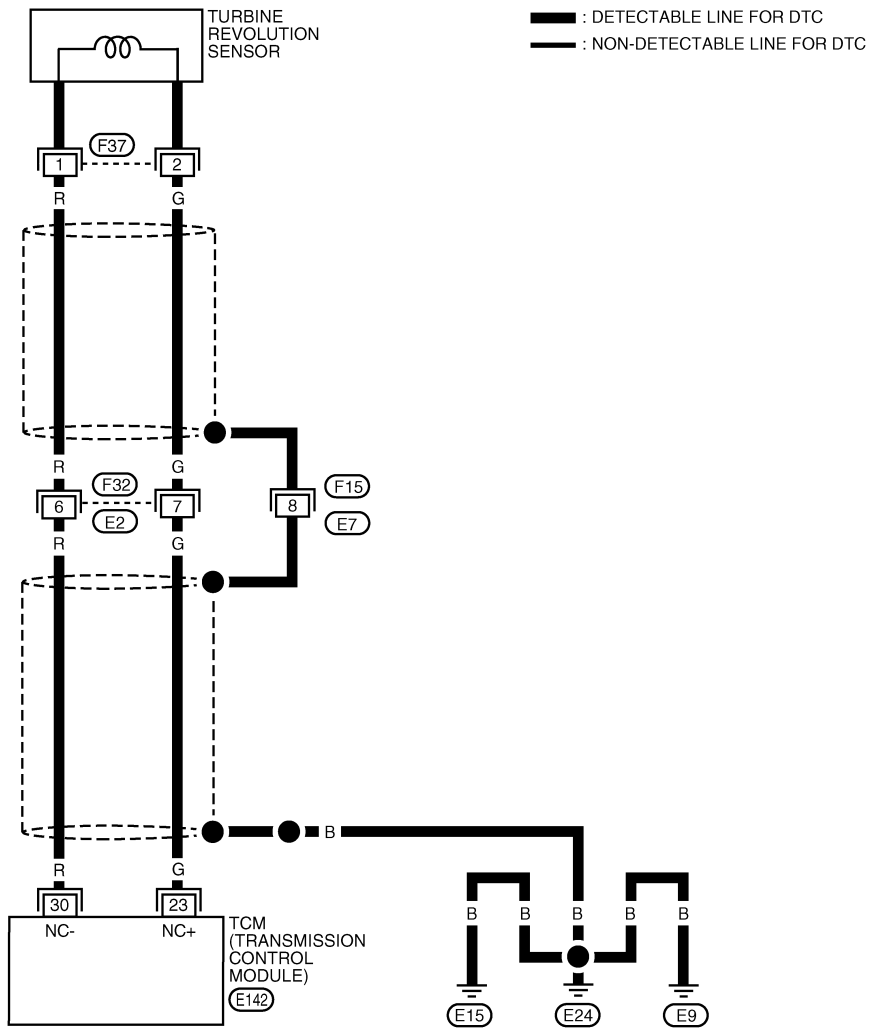 TURBINE
REVOLUTION
SENSOR
: DETECTABLE LINE FOR DTC
: NON-DETECTABLE LINE FOR DTC
F37
1 2
R G
R G
F32 F15
6 7 8
E2 E7
R G
B
R G
30 23
NC- NC+
TCM
(TRANSMISSION
CONTROL
MODULE)
E142
B B B B B
E15 E24 E9